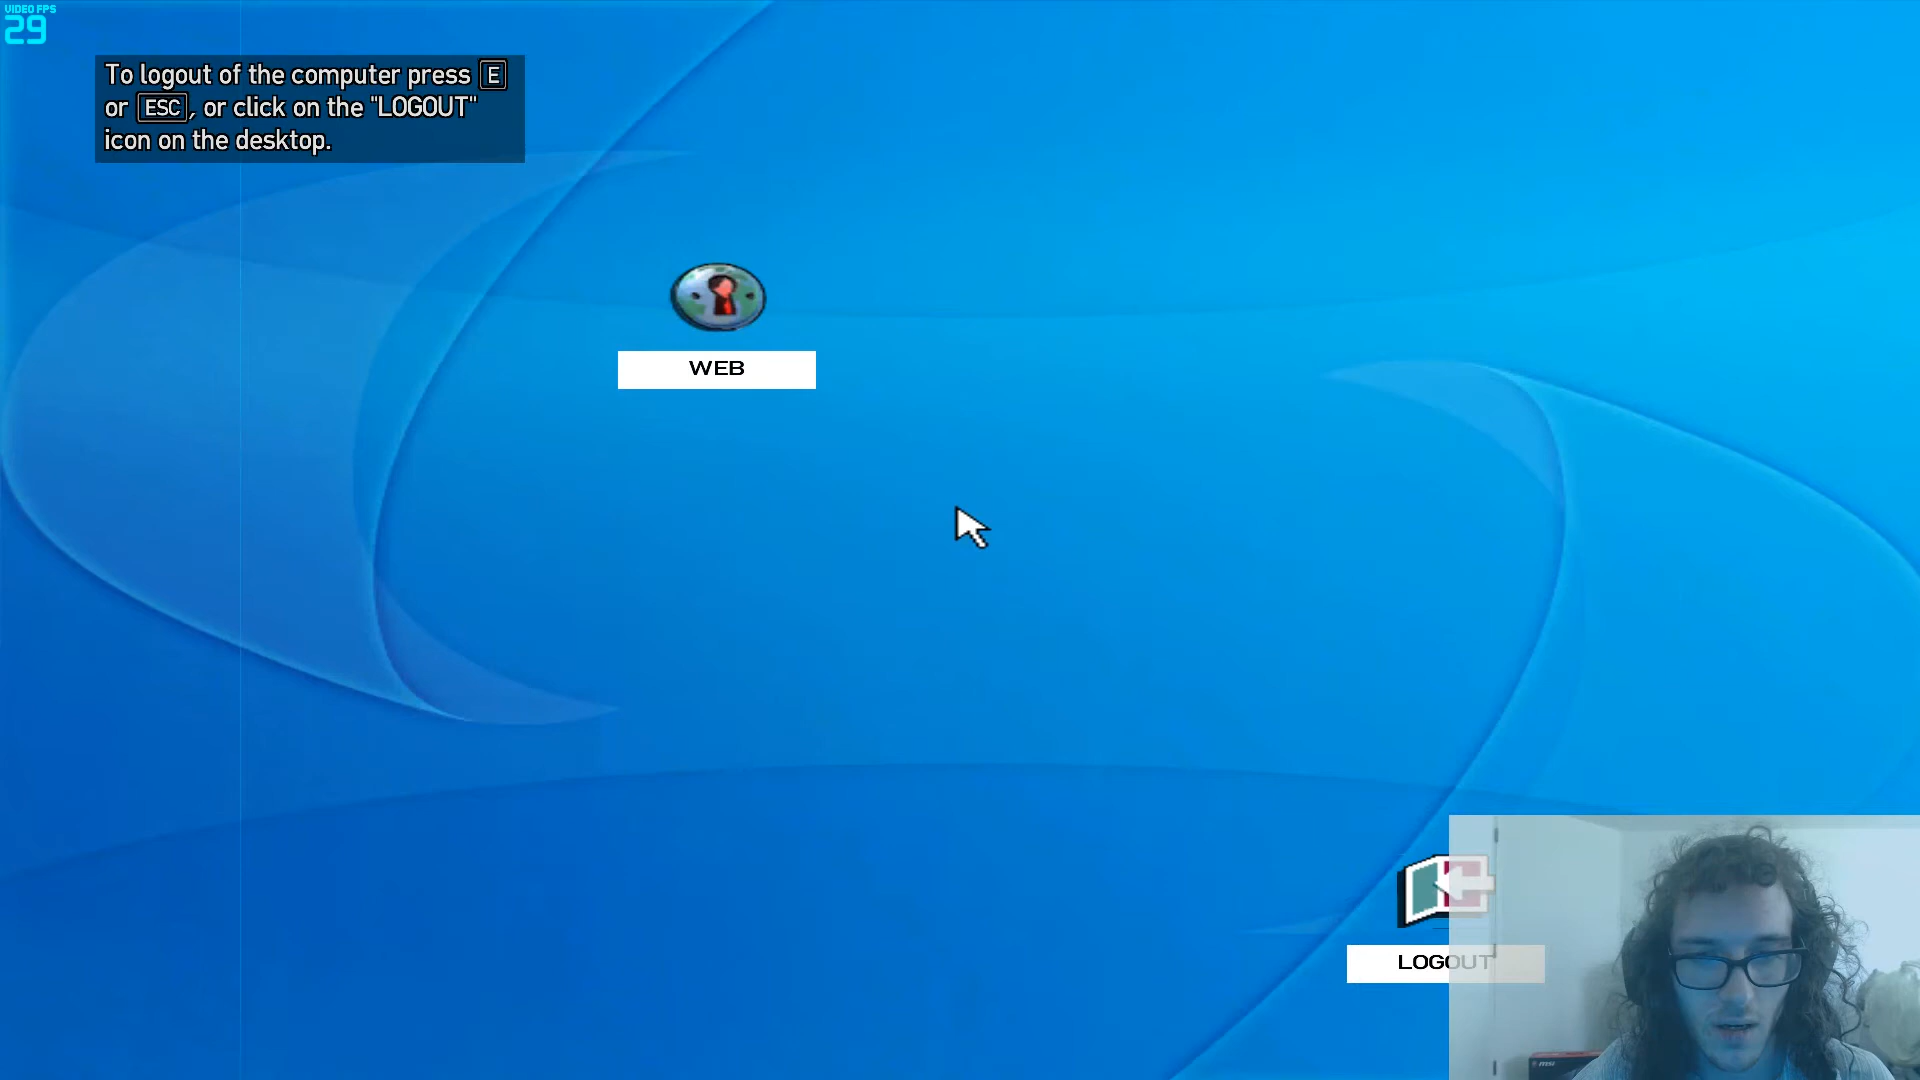 VIDEO FPS
29
To logout of the computer press E
or ESC, or click on the "LOGOUT"
icon on the desktop.
WEB
LOGOUT
msi